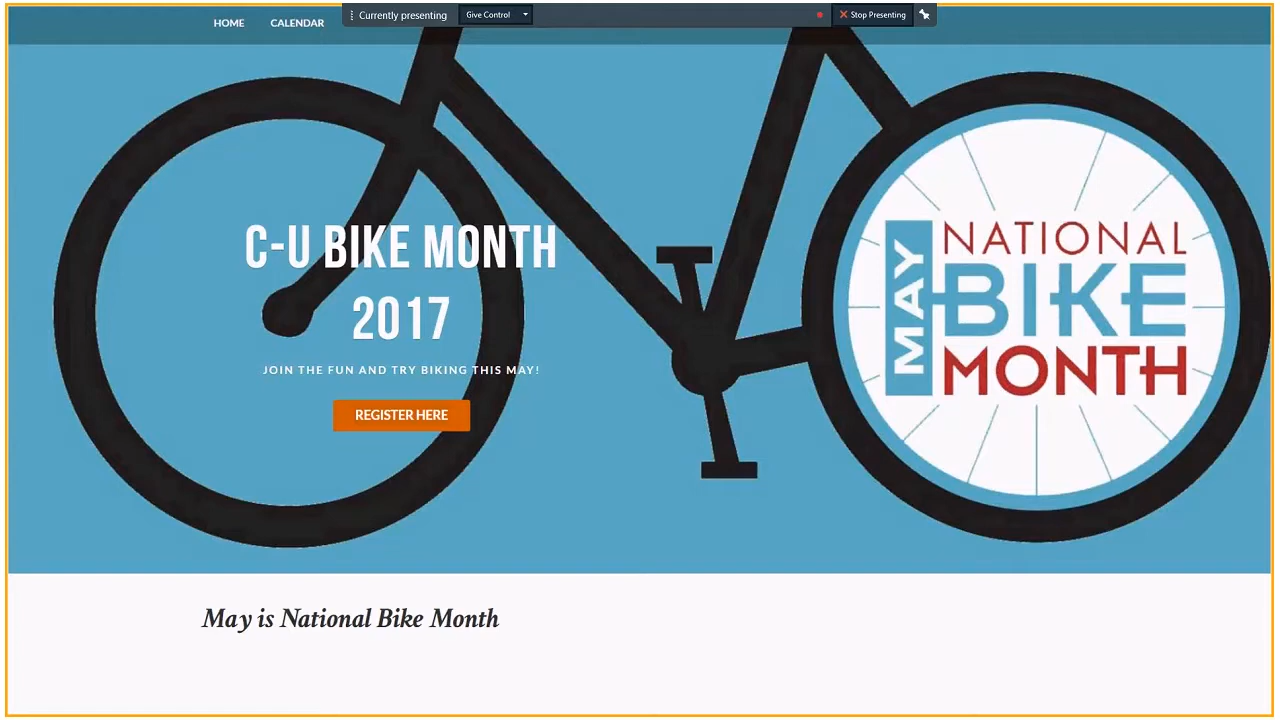 HOME CALENDAR
Currently presenting Give Control Stop Presenting
C-U BIKE MONTH
2017
JOIN THE FUN AND TRY BIKING THIS MAY!
REGISTER HERE
MAY
NATIONAL
BIKE
MONTH
May is National Bike Month